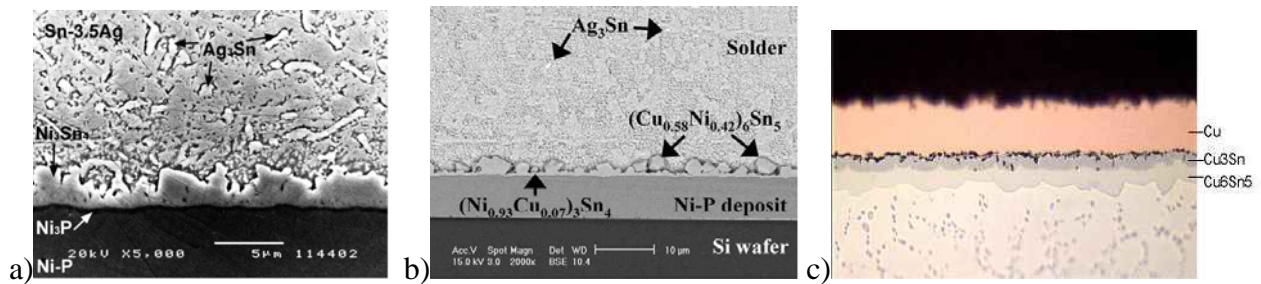 a)
Sn-3.5Ag
Ag3Sn
Ni3Sn4
Ni3P
Ni-P
20kV X5,000 5μm 114402
b)
Ag3Sn
Solder
(Cu0.58Ni0.42)6Sn5
(Ni0.93Cu0.07)3Sn4
Ni-P deposit
Si wafer
Acc.V Spot Magn Det WD
15.0 kV 3.0 2000x BSE 10.4
10 μm
c)
Cu
Cu3Sn
Cu6Sn5